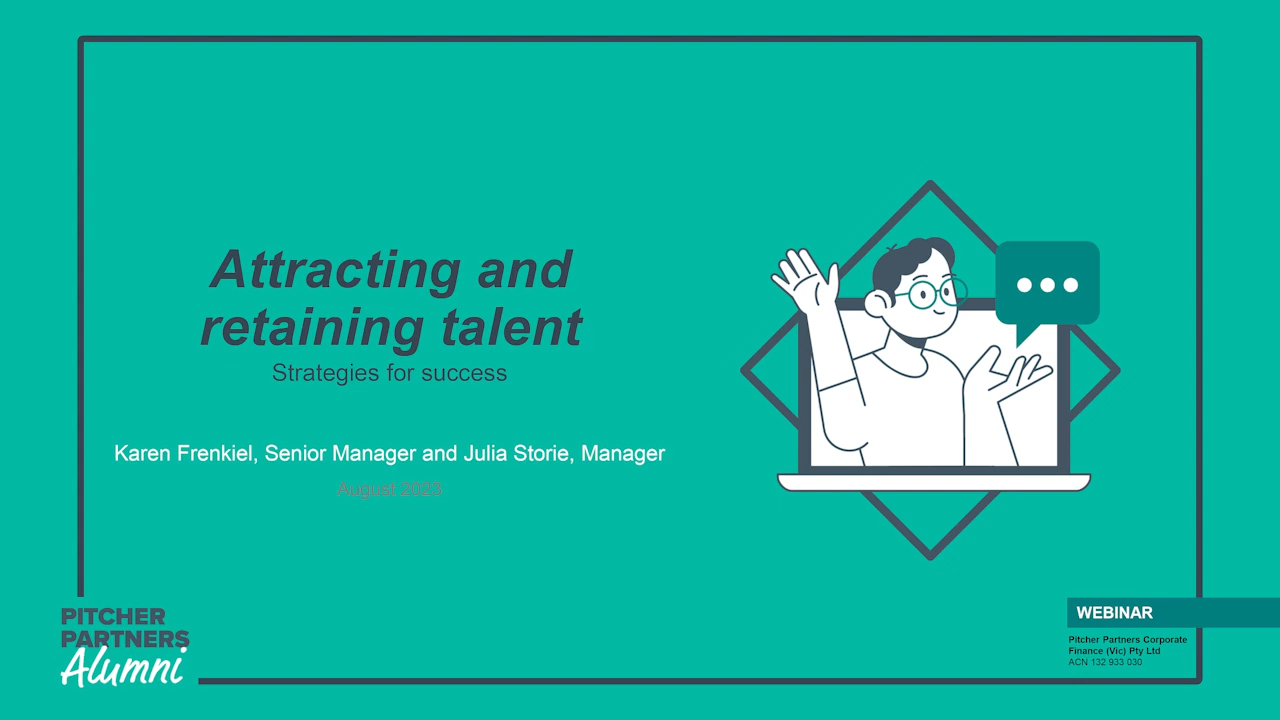 Attracting and
retaining talent
Strategies for success
Karen Frenkiel, Senior Manager and Julia Storie, Manager
August 2023
PITCHER
PARTNERS
Alumni
WEBINAR
Pitcher Partners Corporate
Finance (Vic) Pty Ltd
ACN 132 933 030